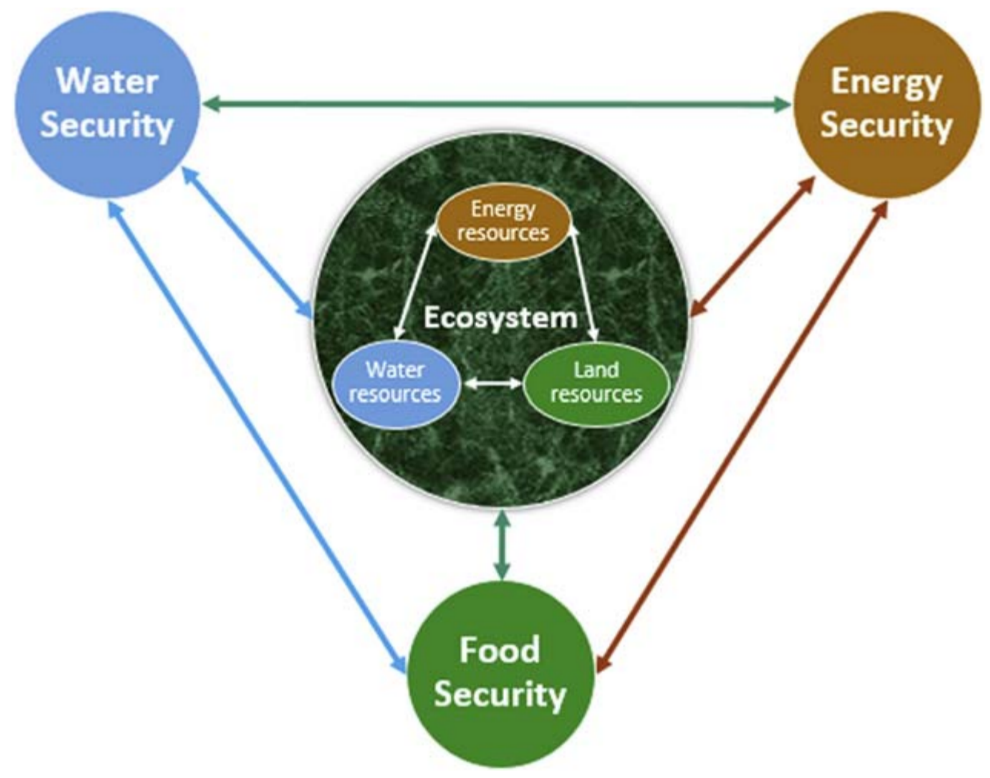 Water
Security
Energy
Security
Energy
resources
Ecosystem
Water
resources
Land
resources
Food
Security